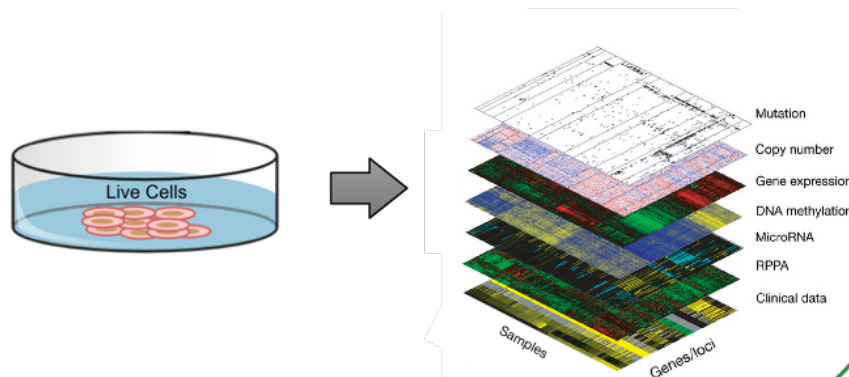 Live Cells
Mutation
Copy number
Gene expression
DNA methylation
MicroRNA
RPPA
Clinical data
Samples
Genes/loci